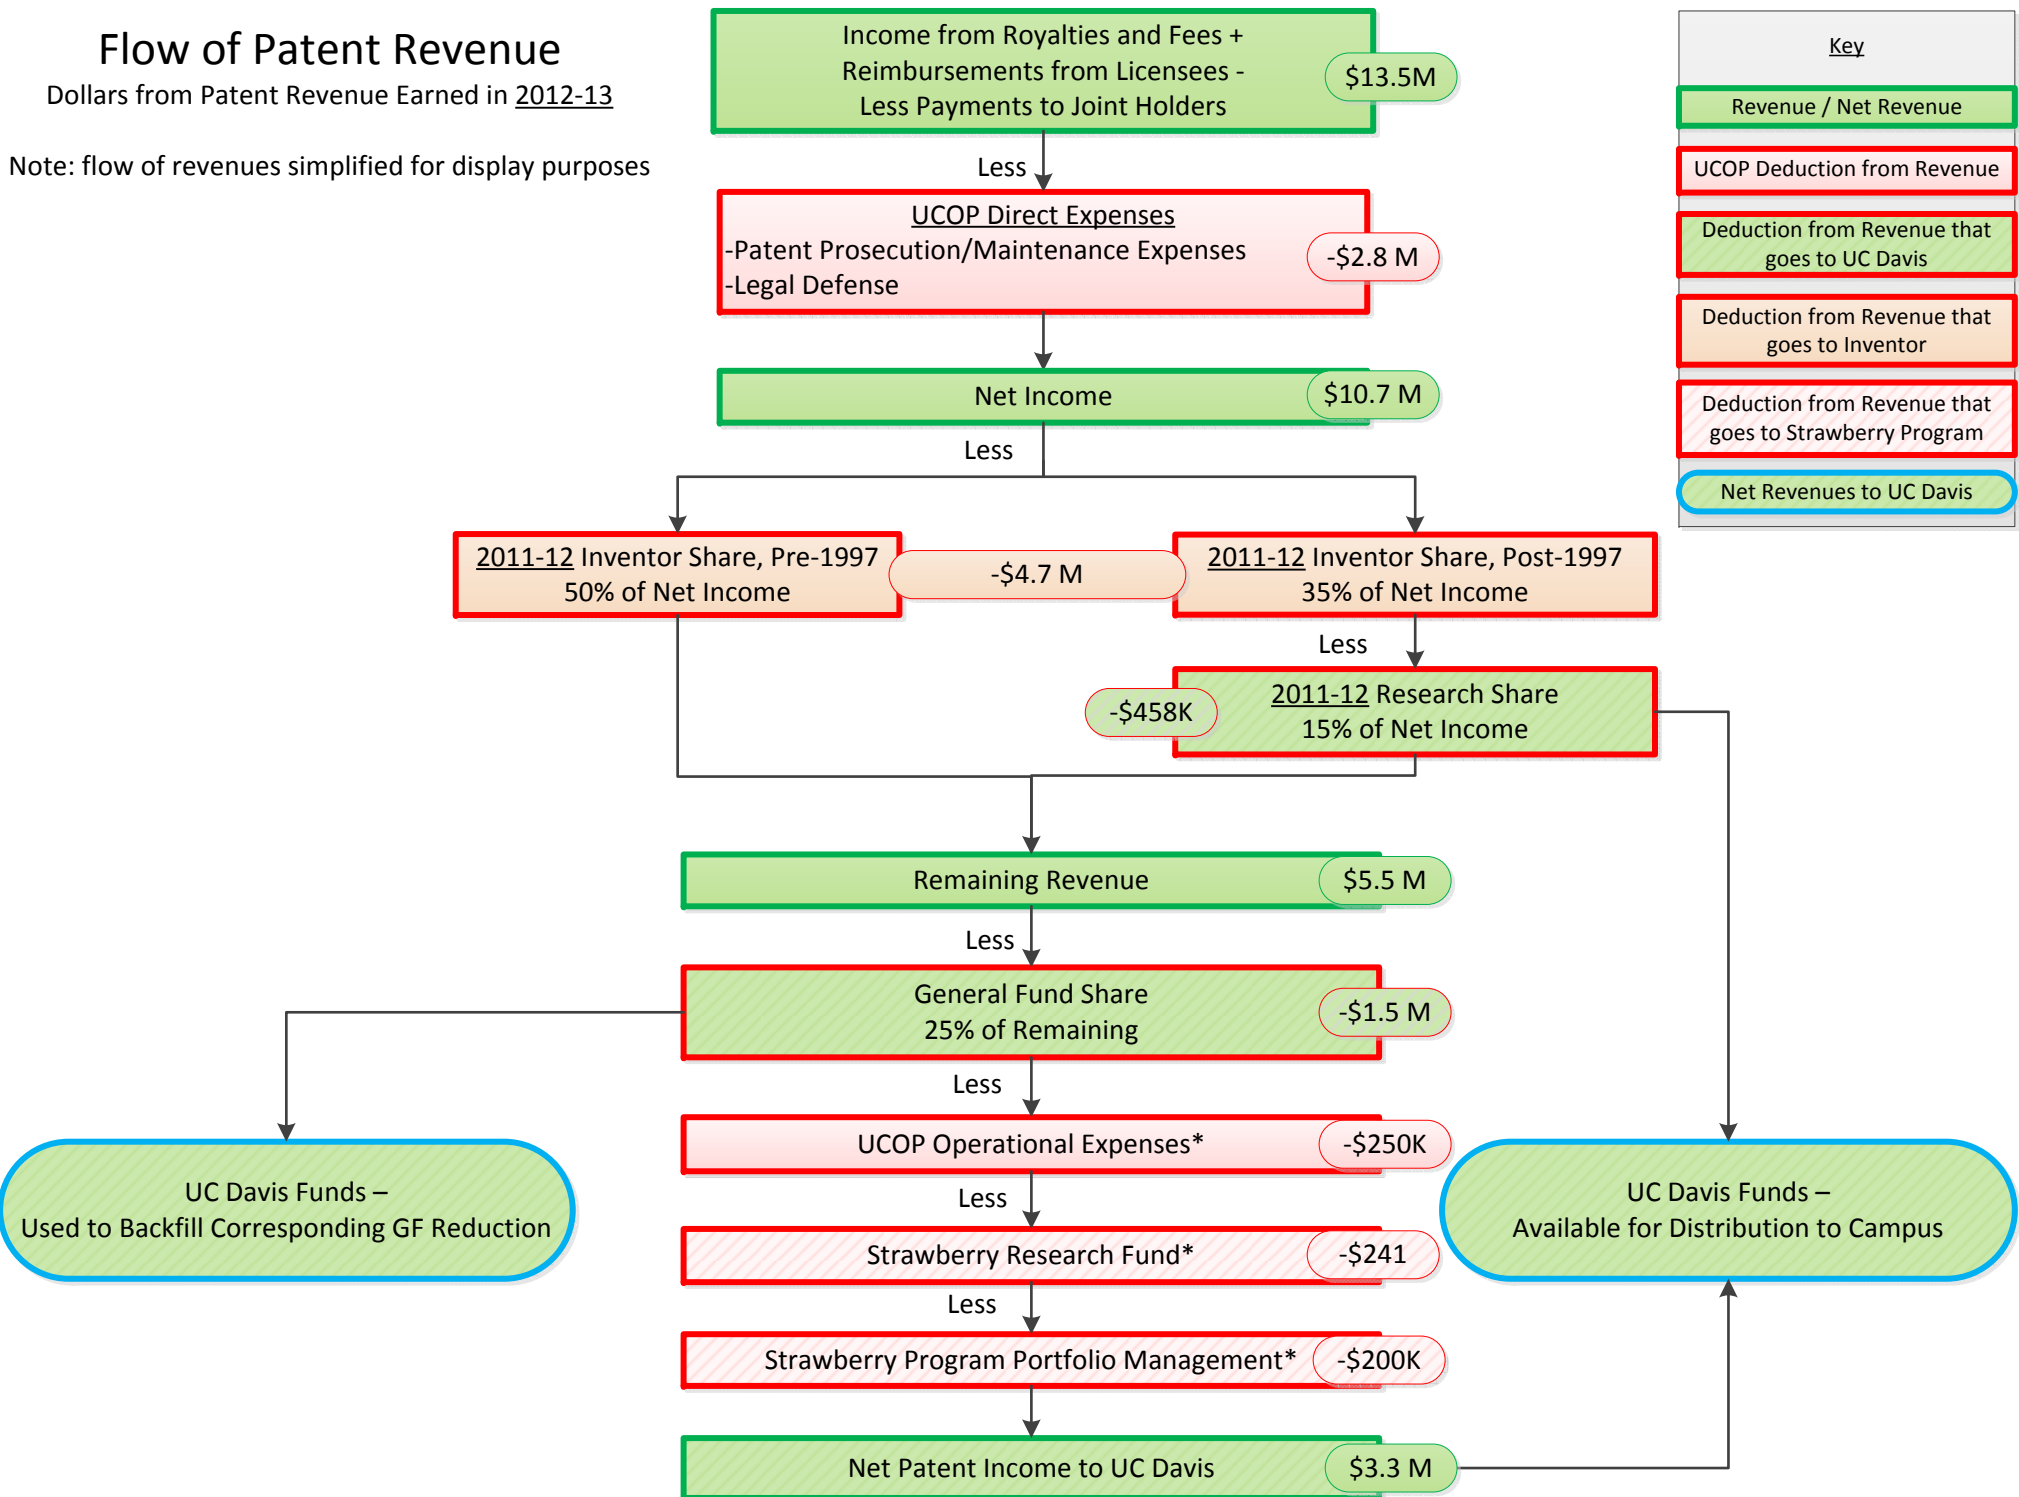 Flow of Patent Revenue
Dollars from Patent Revenue Earned in 2012-13
Note: flow of revenues simplified for display purposes
Income from Royalties and Fees +
Reimbursements from Licensees -
Less Payments to Joint Holders
$13.5M
Key
Revenue / Net Revenue
UCOP Deduction from Revenue
Deduction from Revenue that
goes to UC Davis
Deduction from Revenue that
goes to Inventor
Deduction from Revenue that
goes to Strawberry Program
Net Revenues to UC Davis
Less
UCOP Direct Expenses
-Patent Prosecution/Maintenance Expenses
-Legal Defense
-$2.8 M
Net Income
$10.7 M
Less
2011-12 Inventor Share, Pre-1997
50% of Net Income
-$4.7 M
2011-12 Inventor Share, Post-1997
35% of Net Income
Less
-$458K
2011-12 Research Share
15% of Net Income
Remaining Revenue
$5.5 M
Less
General Fund Share
25% of Remaining
-$1.5 M
Less
UCOP Operational Expenses*
-$250K
UC Davis Funds –
Used to Backfill Corresponding GF Reduction
UC Davis Funds –
Available for Distribution to Campus
Less
Strawberry Research Fund*
-$241
Less
Strawberry Program Portfolio Management*
-$200K
Net Patent Income to UC Davis
$3.3 M